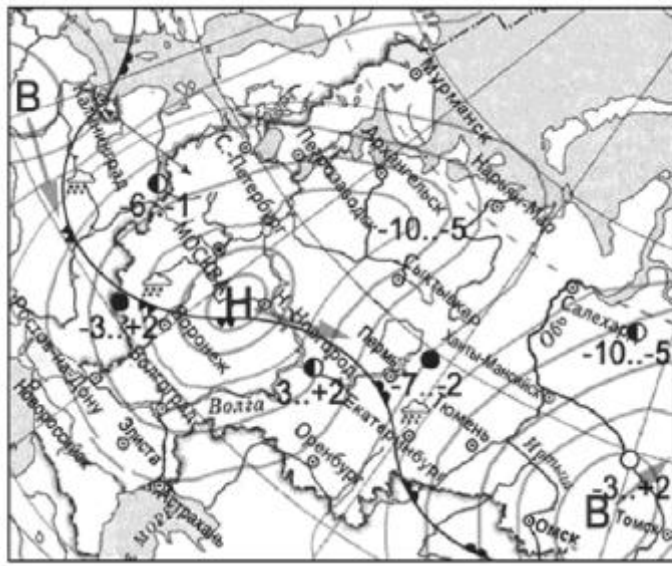 Мурманск
В
Калининград
С.-Петербург
Петрозаводск
Архангельск
Нарьян-Мар
6..-1
МОСКВА
-10..-5
Сыктывкар
Обь
Салехард
-10..-5
Н
Н. Новгород
-3..+2
Воронеж
Пермь
Ханты-Мансийск
Ростов-на-Дону
Волгоград
Волга
3..+2
-7..-2
Новороссийск
Элиста
Екатеринбург
Тюмень
Иртыш
Оренбург
-3..+2
В
Астрахань
МОРЕ
Омск
Томск